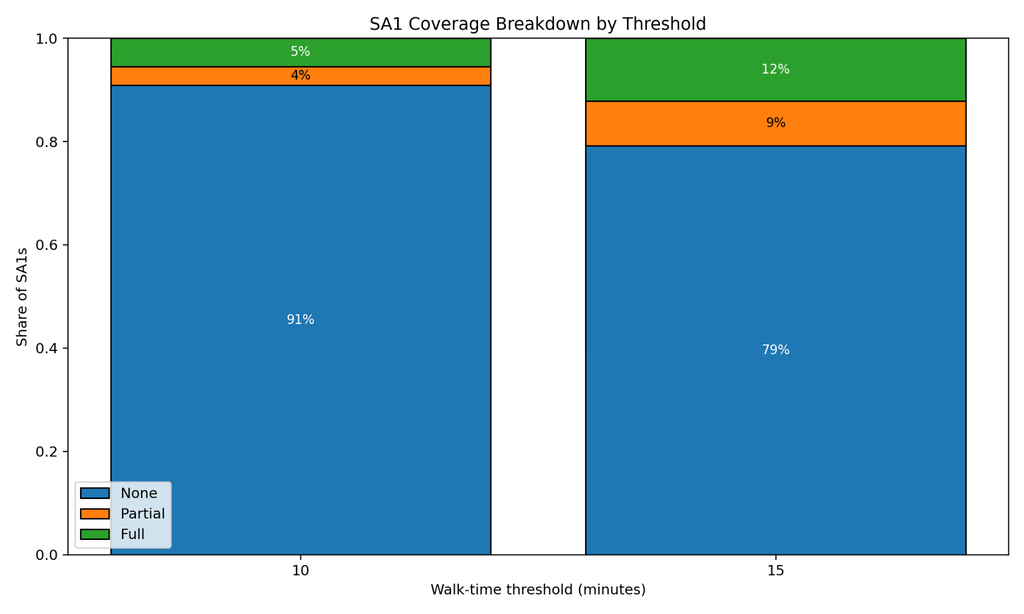 SA1 Coverage Breakdown by Threshold
Share of SA1s
1.0
0.8
0.6
0.4
0.2
0.0
5%
4%
91%
12%
9%
79%
None
Partial
Full
10
15
Walk-time threshold (minutes)